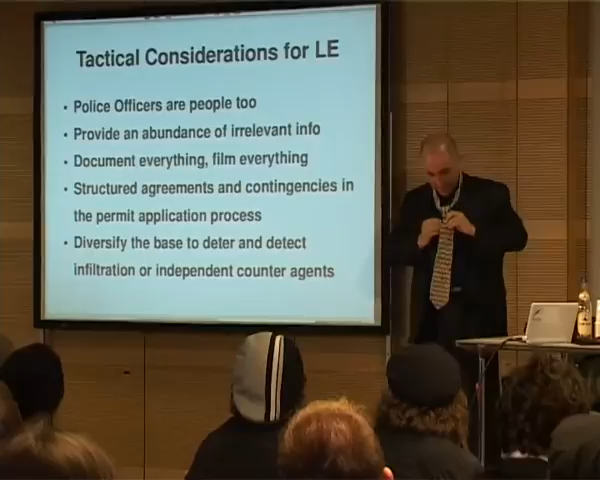 Tactical Considerations for LE
• Police Officers are people too
• Provide an abundance of irrelevant info
• Document everything, film everything
• Structured agreements and contingencies in
the permit application process
• Diversify the base to deter and detect
infiltration or independent counter agents